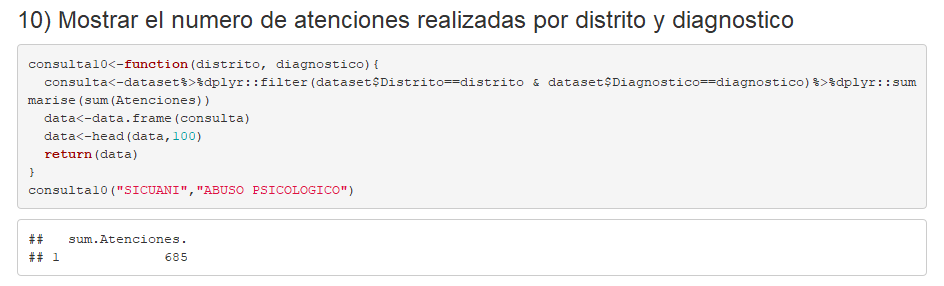 10) Mostrar el numero de atenciones realizadas por distrito y diagnostico
consulta10<-function(distrito, diagnostico){
  consulta<-dataset%>%dplyr::filter(dataset$Distrito==distrito & dataset$Diagnostico==diagnostico)%>%dplyr::sum
marise(sum(Atenciones))
  data<-data.frame(consulta)
  data<-head(data,100)
  return(data)
}
consulta10("SICUANI","ABUSO PSICOLOGICO")
##   sum.Atenciones.
## 1             685